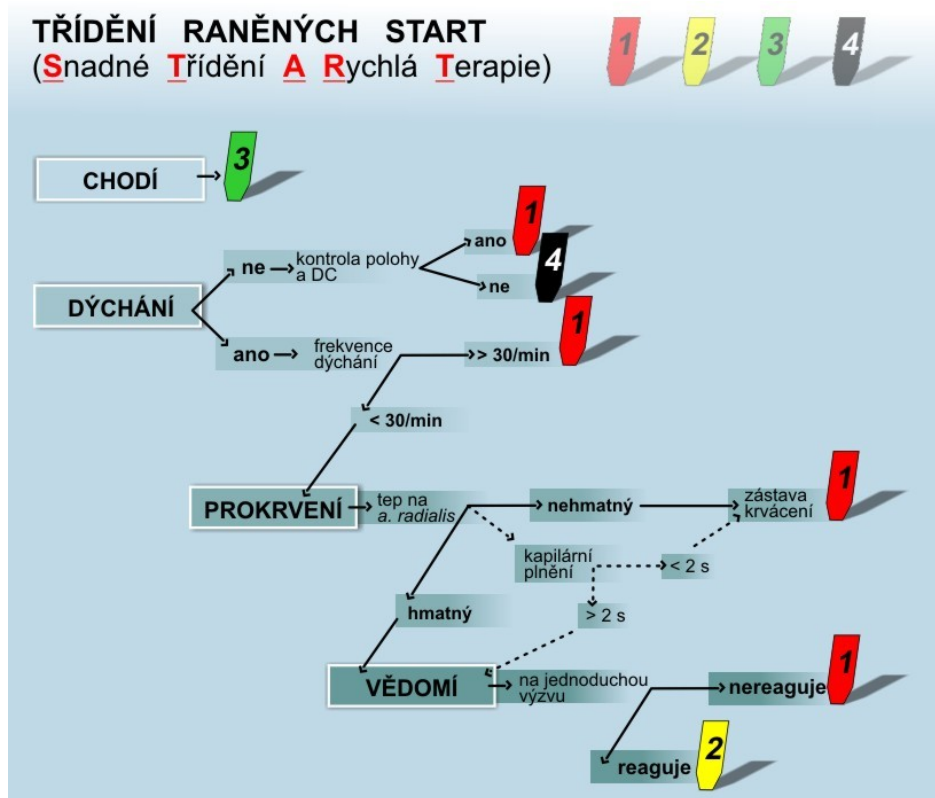 TŘÍDĚNÍ RANĚNÝCH START
(Snadné Třídění A Rychlá Terapie)
1 2 3 4
CHODÍ
3
DÝCHÁNÍ
ne
kontrola polohy
a DC
ano
1
ne
4
ano
frekvence
dýchání
> 30/min
1
< 30/min
PROKRVENÍ
tep na
a. radialis
nehmatný
zástava
krvácení
1
kapilární
plnění
< 2 s
> 2 s
hmatný
VĚDOMÍ
na jednoduchou
výzvu
nereaguje
1
reaguje
2